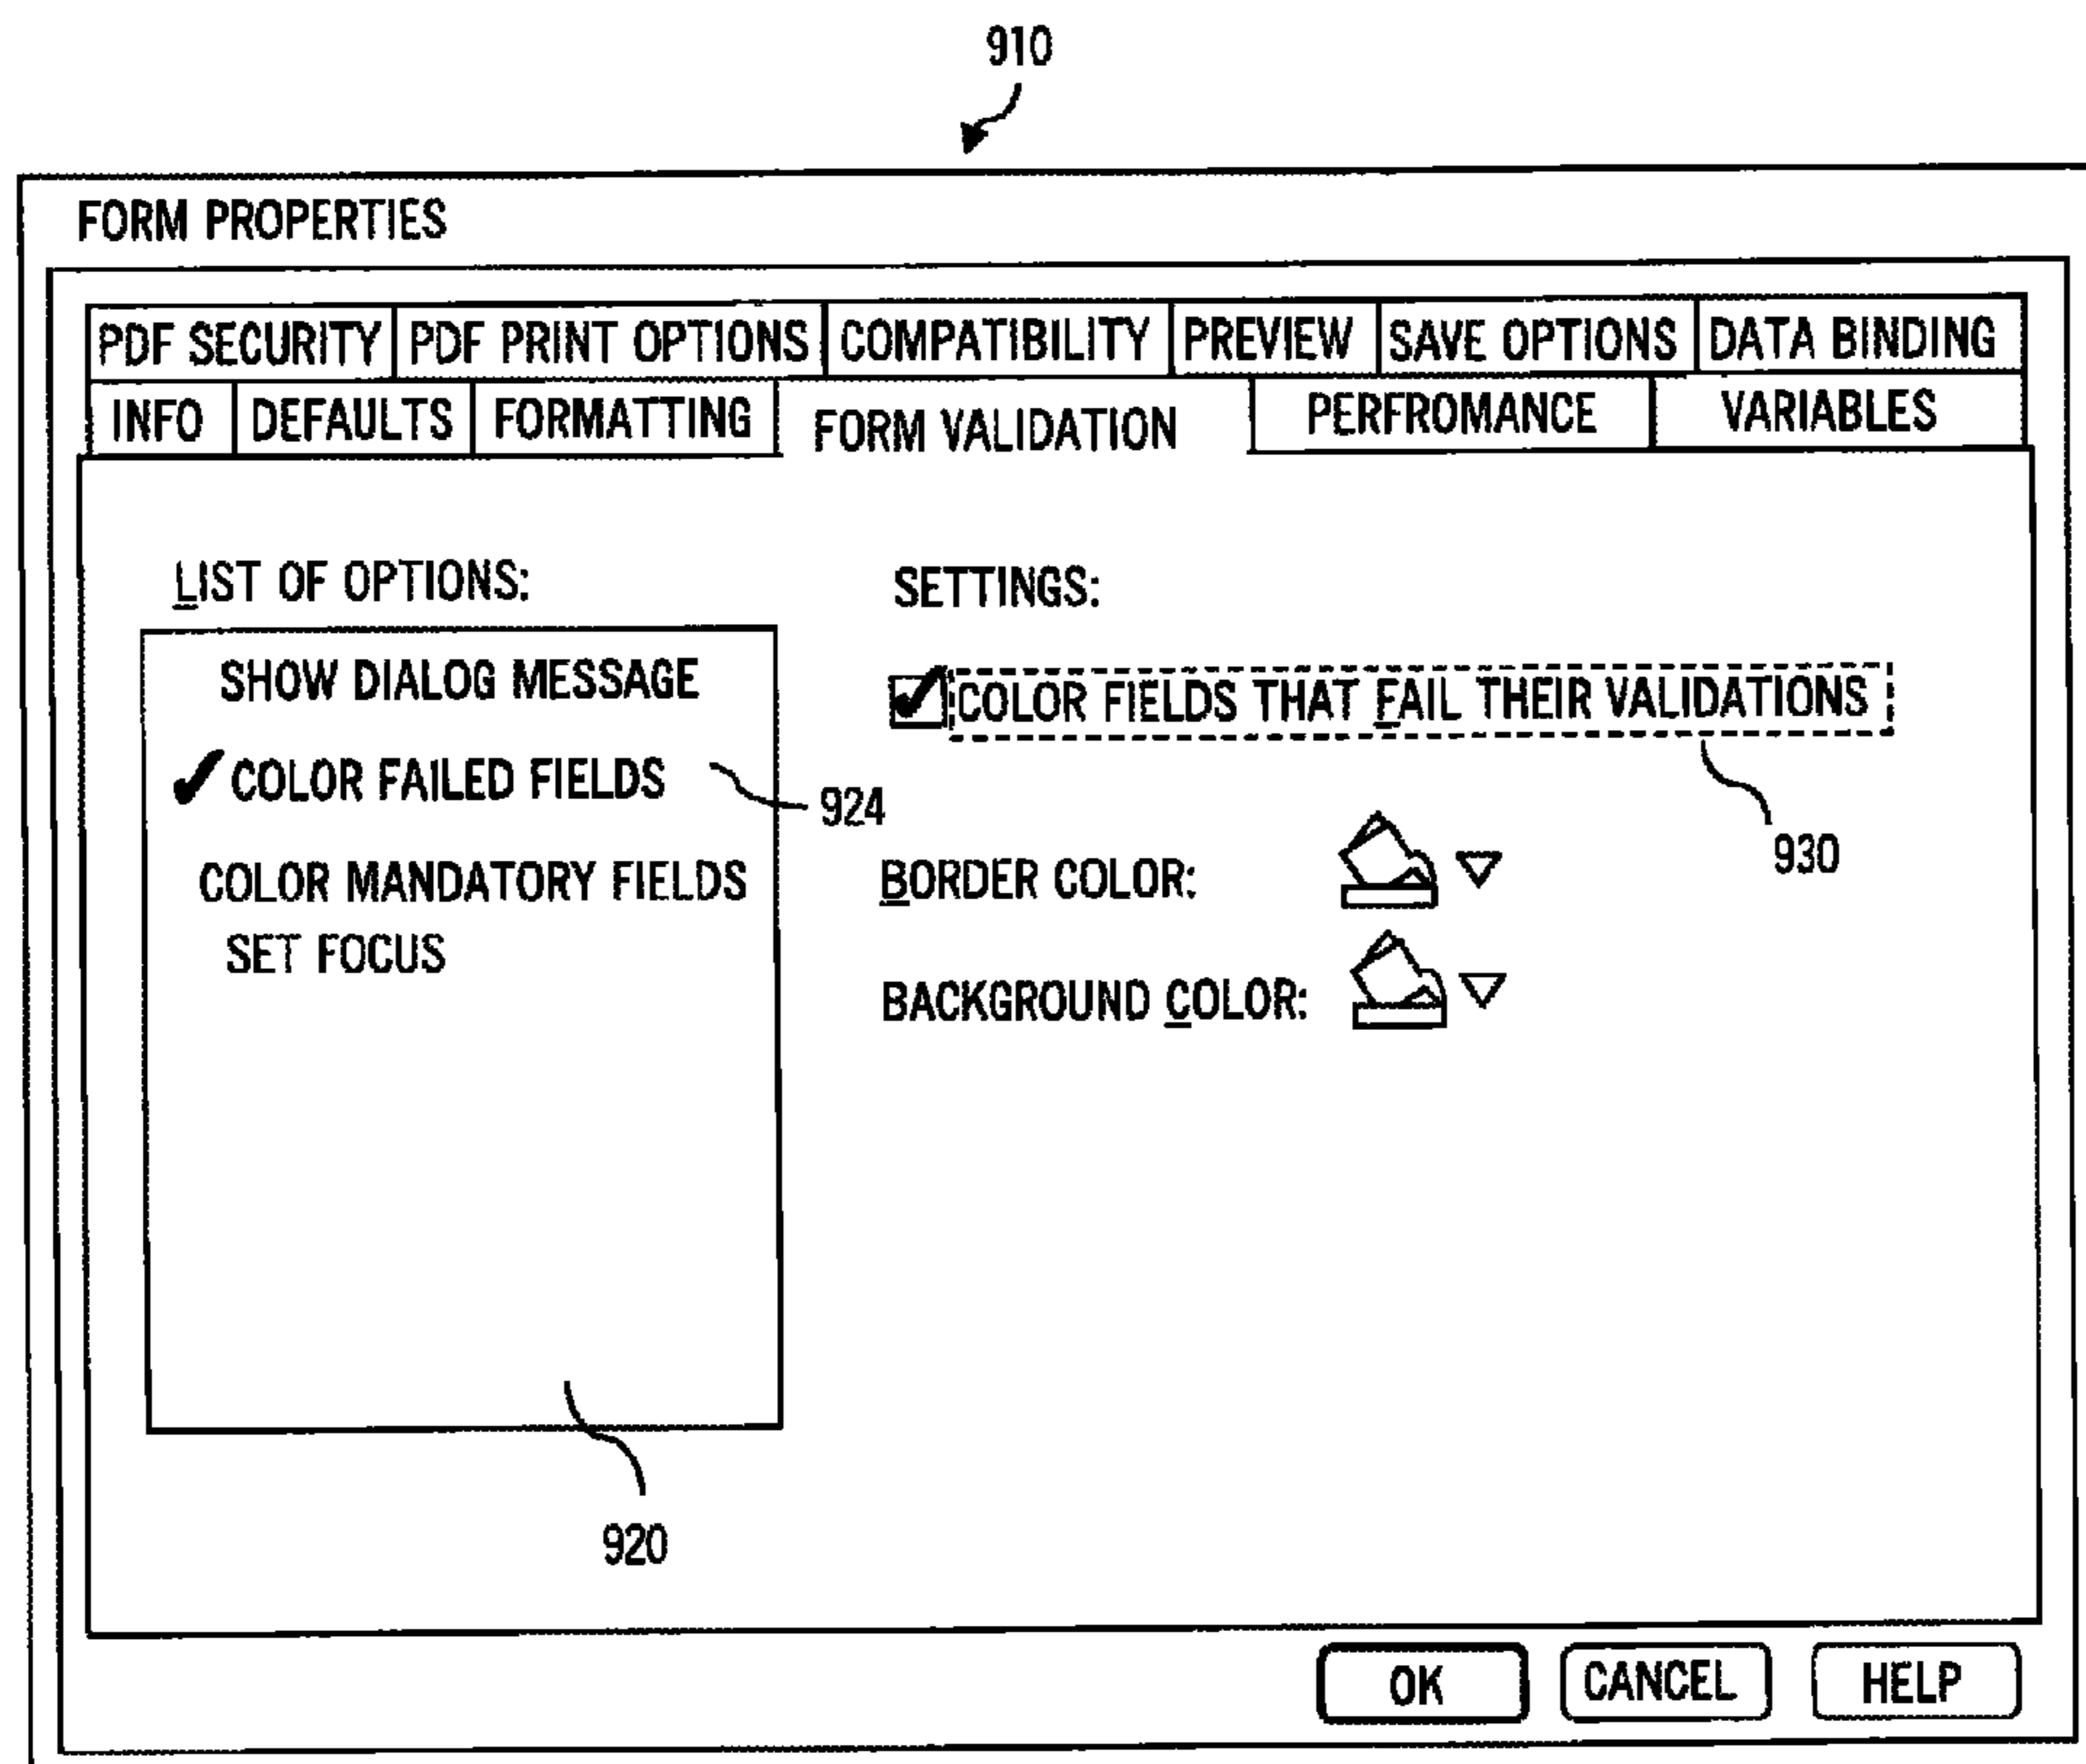 910
FORM PROPERTIES
PDF SECURITY PDF PRINT OPTIONS COMPATIBILITY PREVIEW SAVE OPTIONS DATA BINDING
INFO DEFAULTS FORMATTING FORM VALIDATION PERFROMANCE VARIABLES
LIST OF OPTIONS:
SHOW DIALOG MESSAGE
COLOR FAILED FIELDS
924
COLOR MANDATORY FIELDS
SET FOCUS
920
SETTINGS:
COLOR FIELDS THAT FAIL THEIR VALIDATIONS
930
BORDER COLOR:
BACKGROUND COLOR:
OK CANCEL HELP